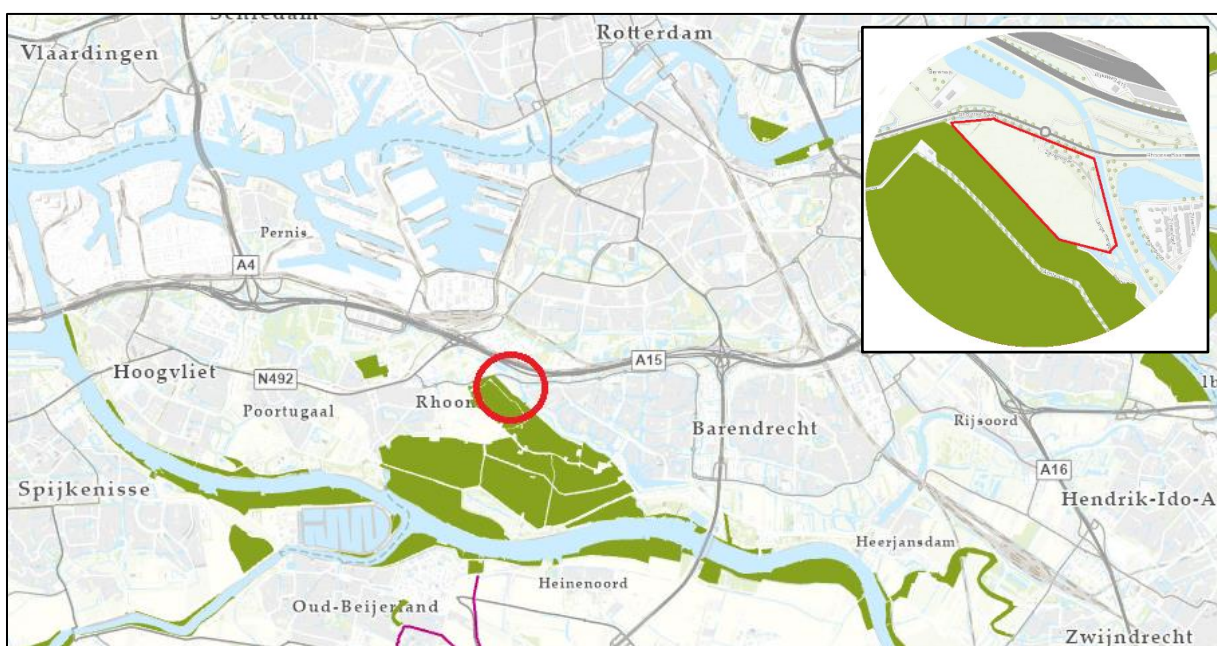 Schiedam
Vlaardingen
Rotterdam
Pernis
A4
Hoogvliet
N492
A15
Poortugaal
Rhoon
Barendrecht
Rijsoord
A16
Spijkenisse
Hendrik-Ido-A
Heerjansdam
Heinenoord
Oud-Beijerland
Zwijndrecht